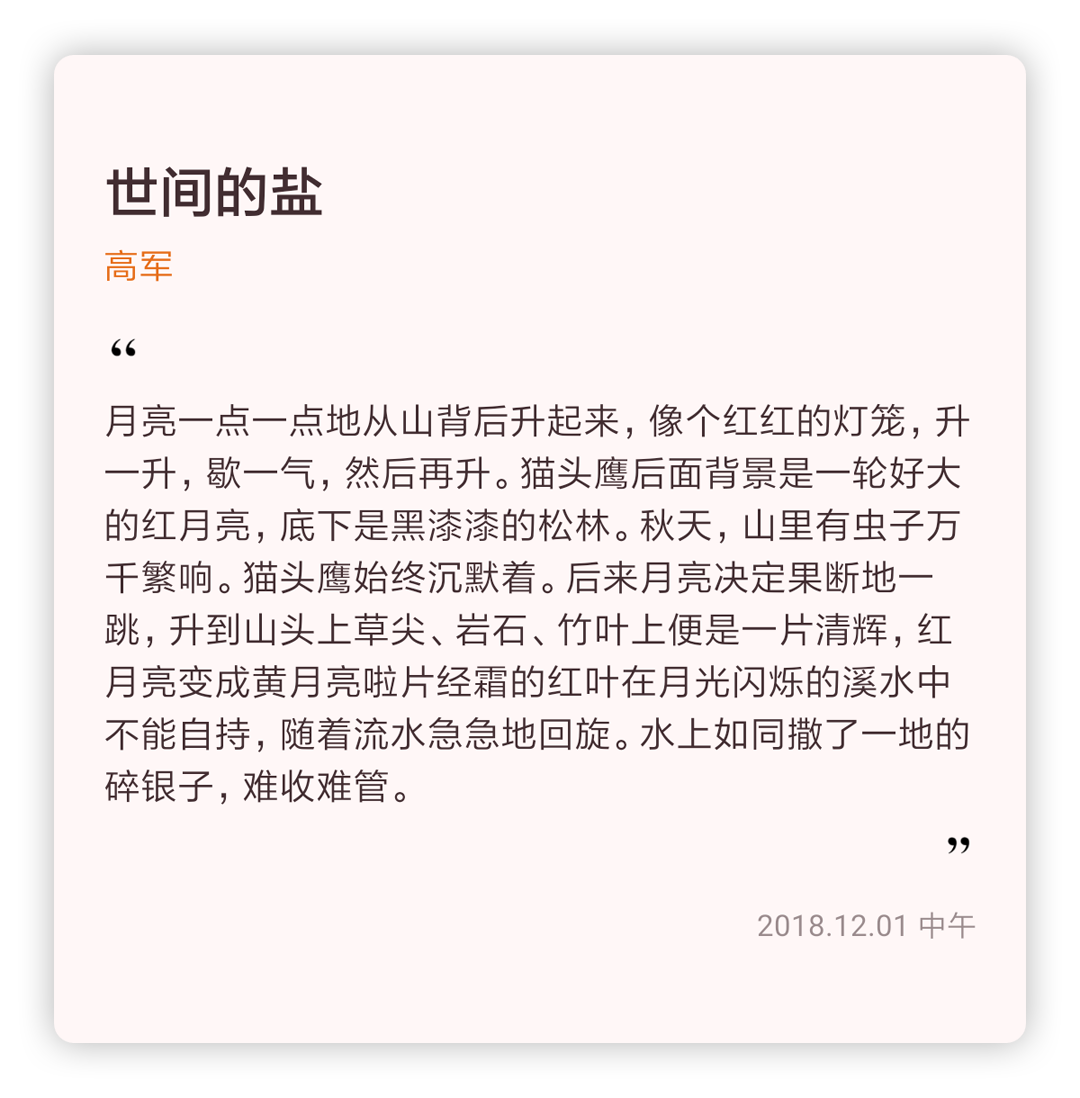 世间的盐
高军
“
月亮一点一点地从山背后升起来，像个红红的灯笼，升
一升，歇一气，然后再升。猫头鹰后面背景是一轮好大
的红月亮，底下是黑漆漆的松林。秋天，山里有虫子万
千繁响。猫头鹰始终沉默着。后来月亮决定果断地一
跳，升到山头上草尖、岩石、竹叶上便是一片清辉，红
月亮变成黄月亮啦片经霜的红叶在月光闪烁的溪水中
不能自持，随着流水急急地回旋。水上如同撒了一地的
碎银子，难收难管。
”
2018.12.01 中午